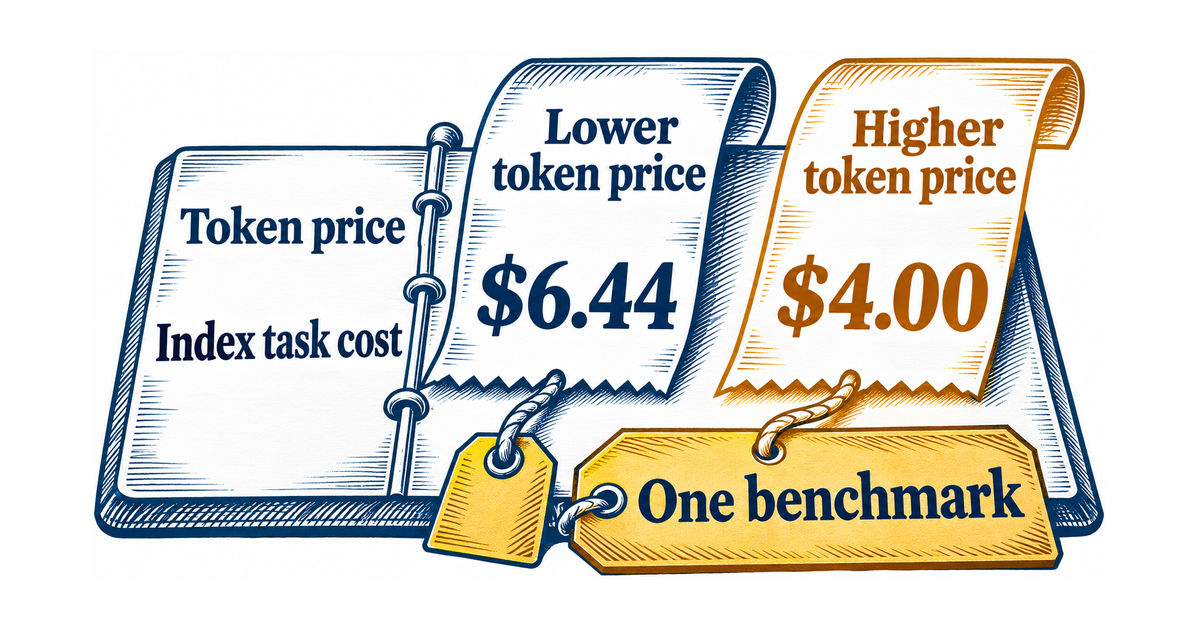 Token price
Index task cost
Lower
token price
$6.44
Higher
token price
$4.00
One benchmark